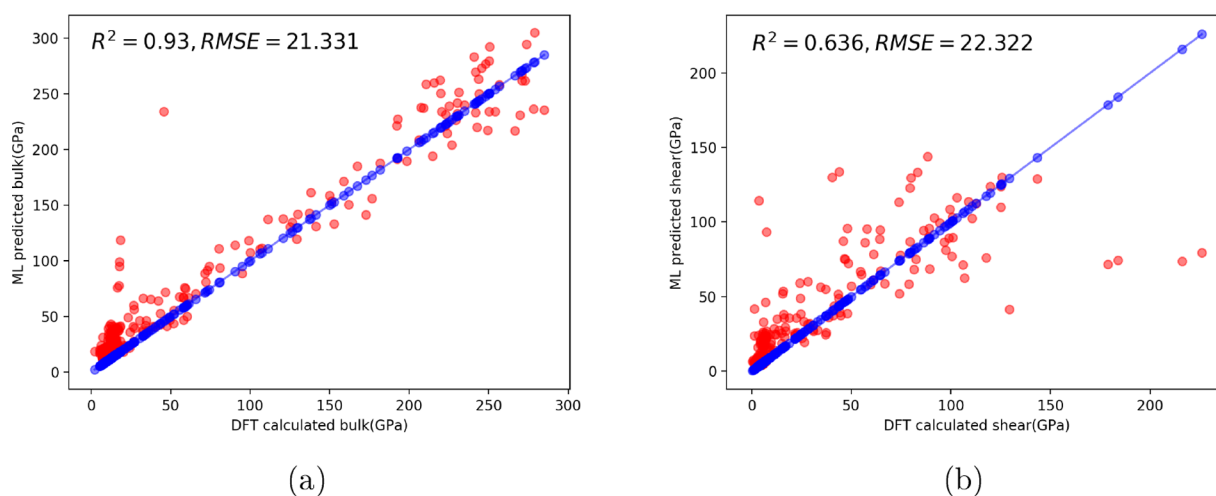 R² = 0.93, RMSE = 21.331
300
250
200
150
100
50
0
ML predicted bulk(GPa)
0 50 100 150 200 250 300
DFT calculated bulk(GPa)
(a)
R² = 0.636, RMSE = 22.322
200
150
100
50
0
ML predicted shear(GPa)
0 50 100 150 200
DFT calculated shear(GPa)
(b)